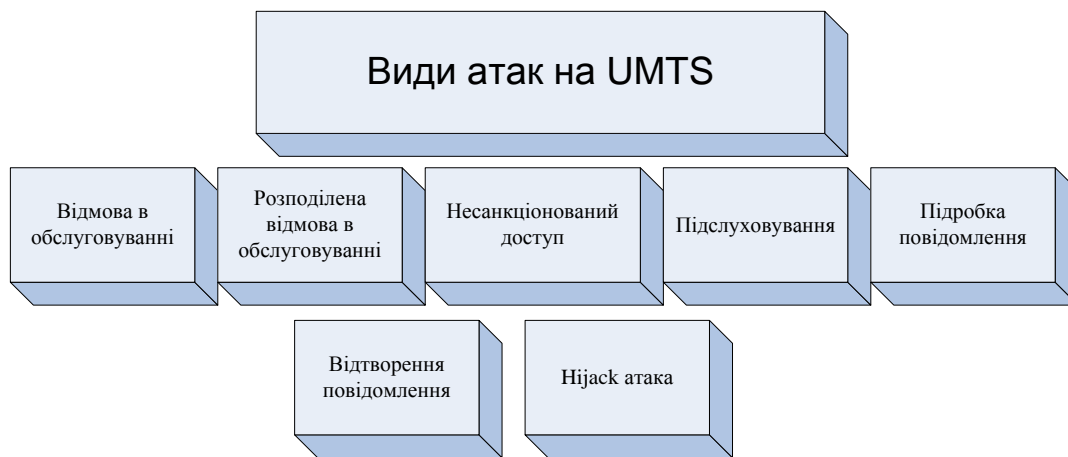 Види атак на UMTS
Відмова в
обслуговуванні
Розподілена
відмова в
обслуговуванні
Несанкціонований
доступ
Підслуховування
Підробка
повідомлення
Відтворення
повідомлення
Hijack атака